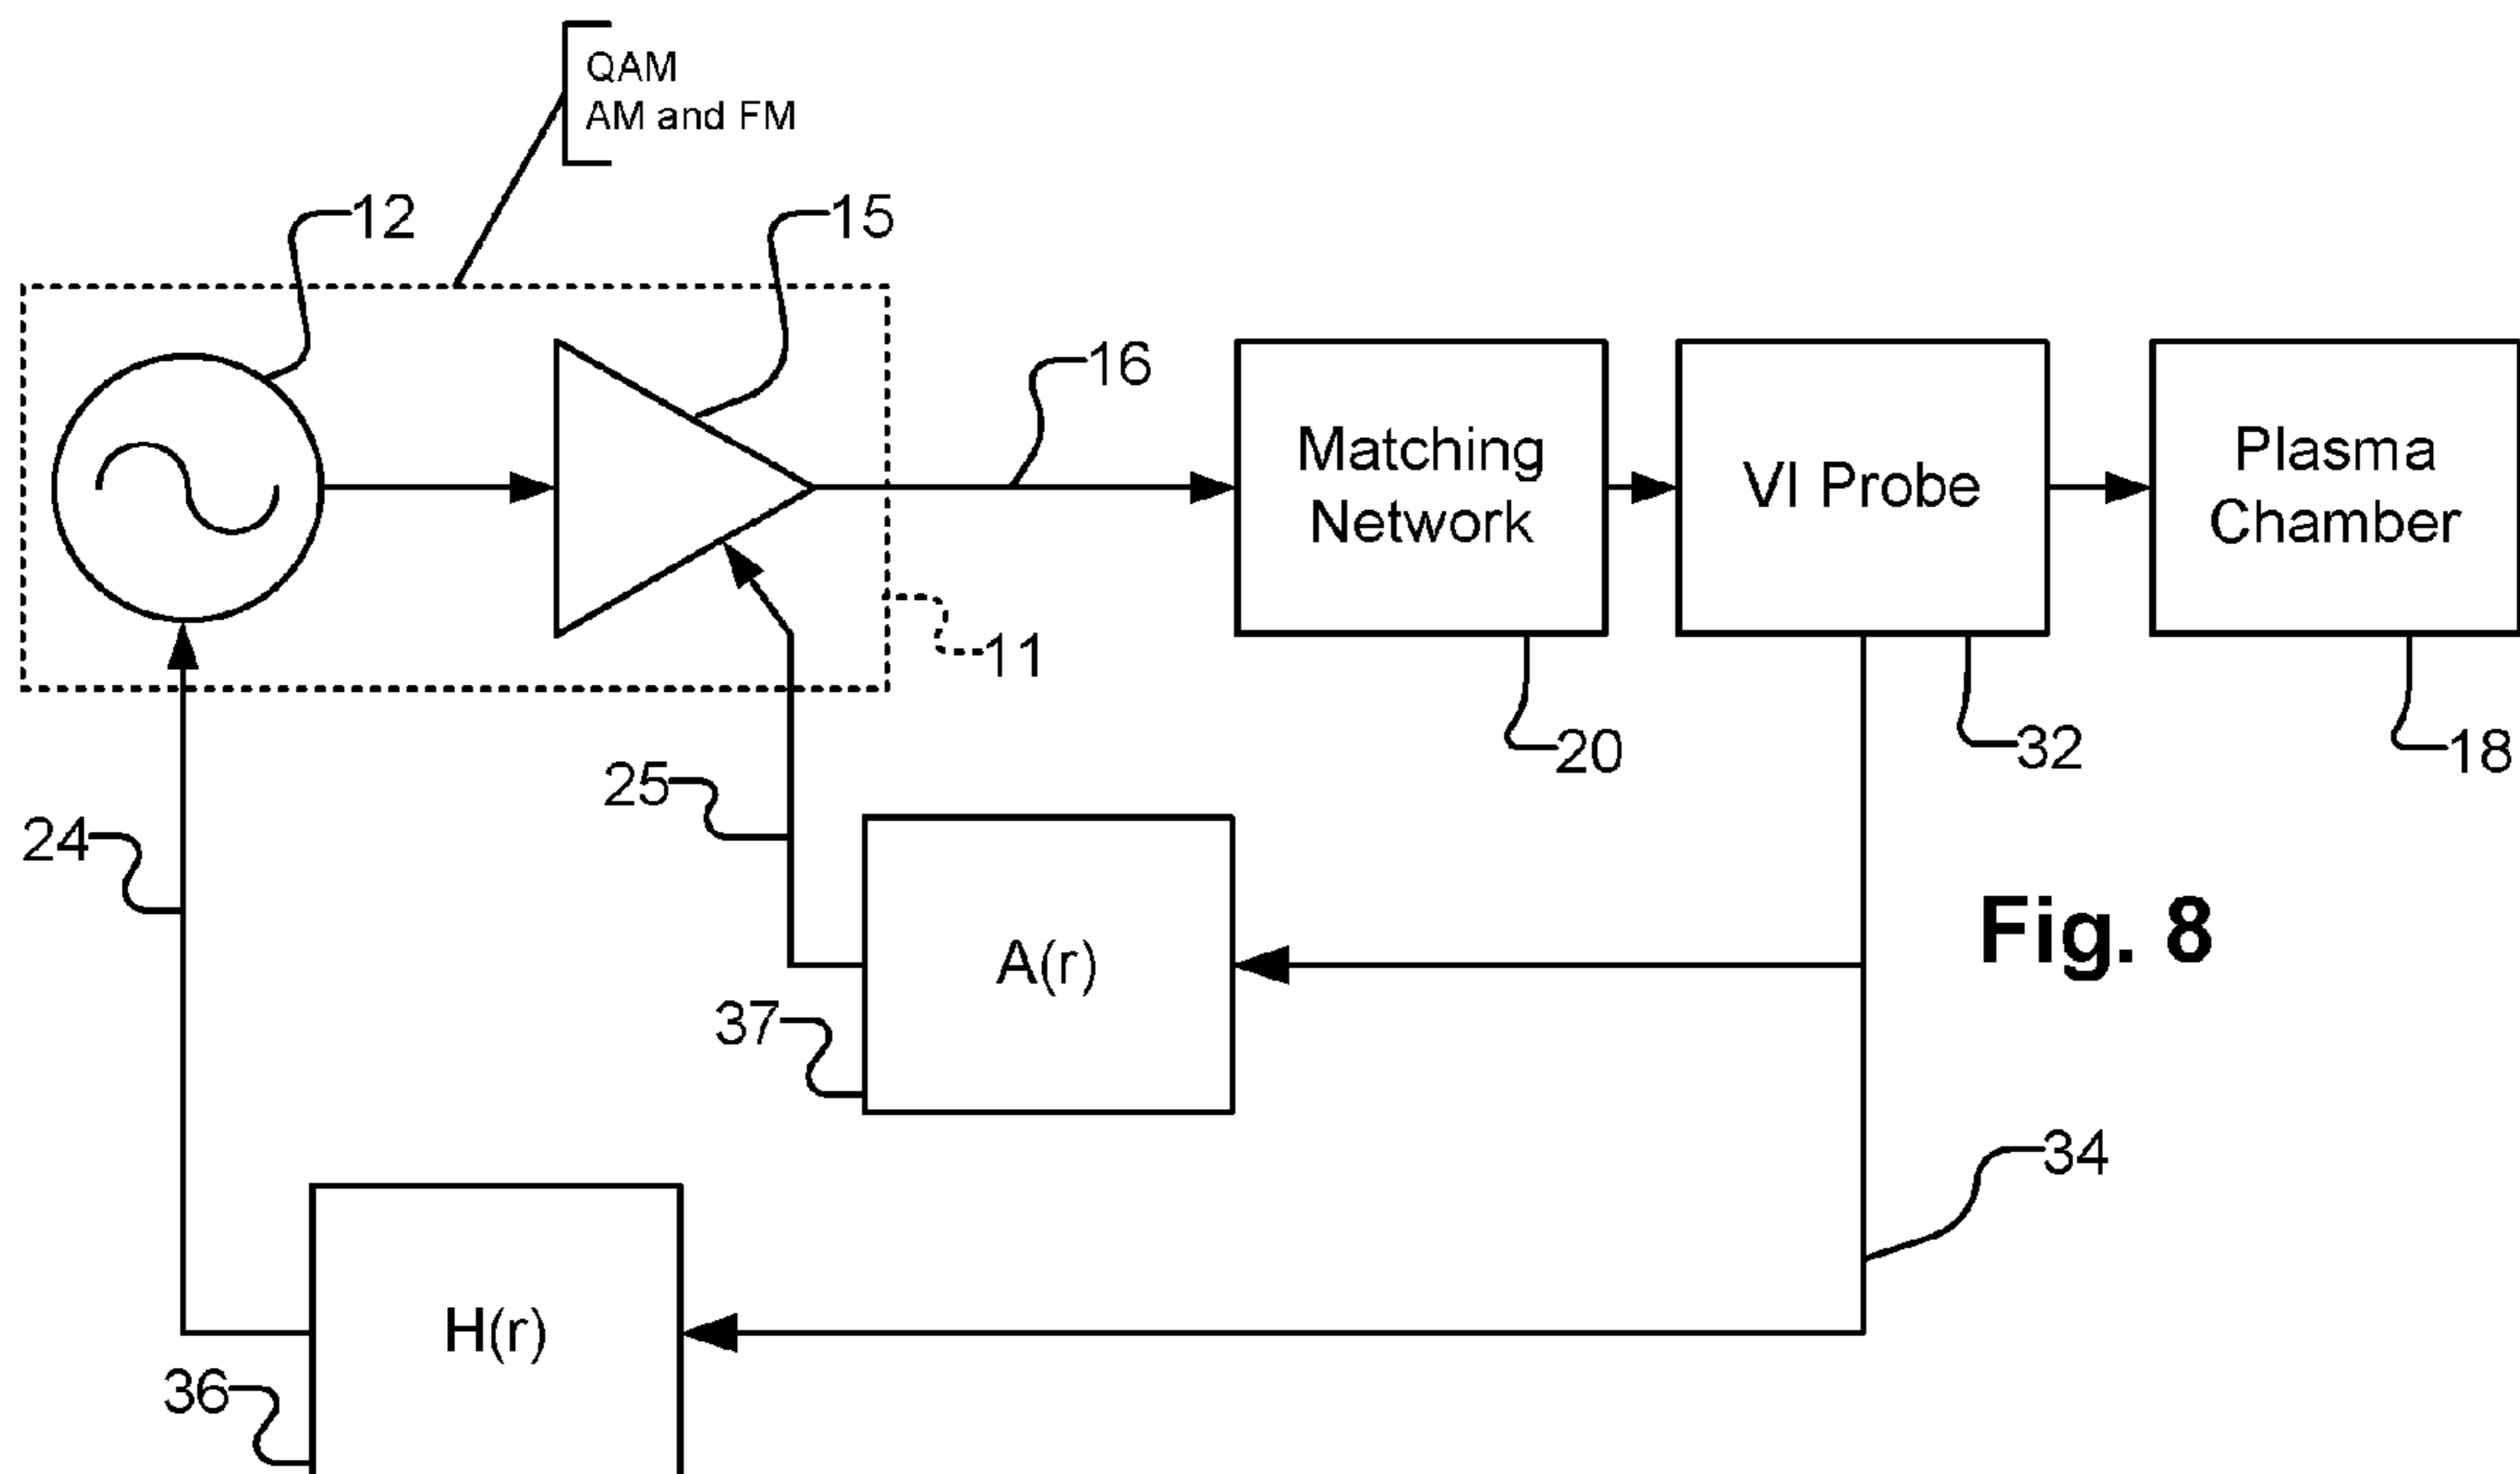 QAM
AM and FM
12
15
16
Matching
Network
VI Probe
Plasma
Chamber
11
20
32
18
25
24
A(r)
Fig. 8
37
34
H(r)
36